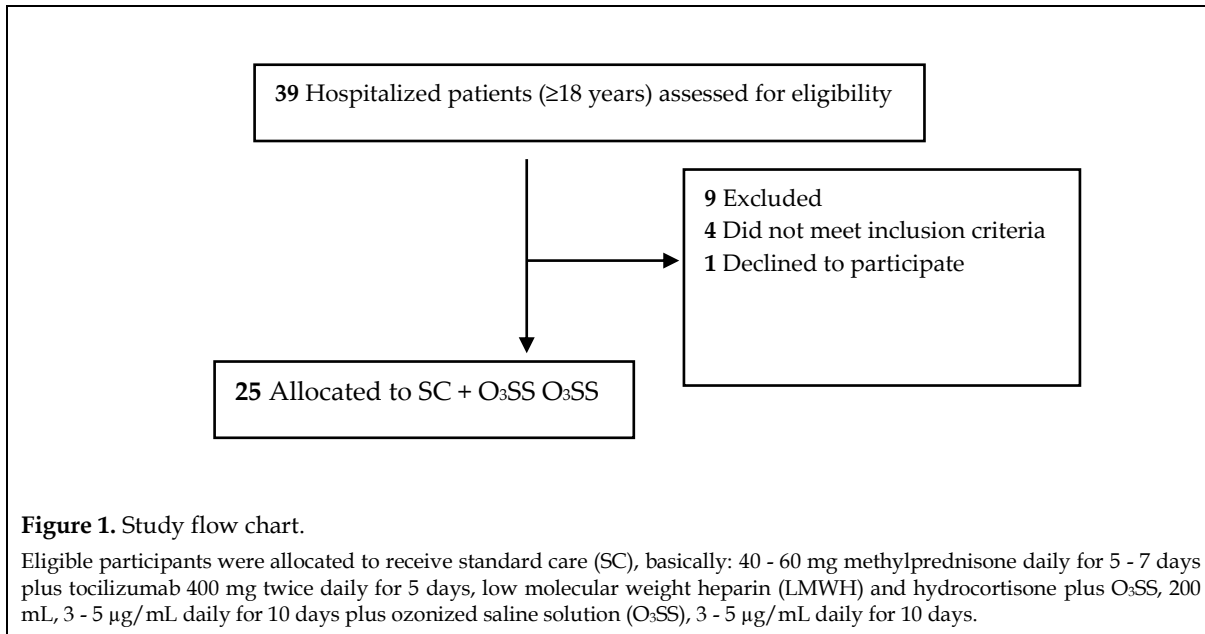 39 Hospitalized patients (≥18 years) assessed for eligibility
9 Excluded
4 Did not meet inclusion criteria
1 Declined to participate
25 Allocated to SC + O₃SS O₃SS
Figure 1. Study flow chart.
Eligible participants were allocated to receive standard care (SC), basically: 40 - 60 mg methylprednisone daily for 5 - 7 days
plus tocilizumab 400 mg twice daily for 5 days, low molecular weight heparin (LMWH) and hydrocortisone plus O₃SS, 200
mL, 3 - 5 µg/mL daily for 10 days plus ozonized saline solution (O₃SS), 3 - 5 µg/mL daily for 10 days.